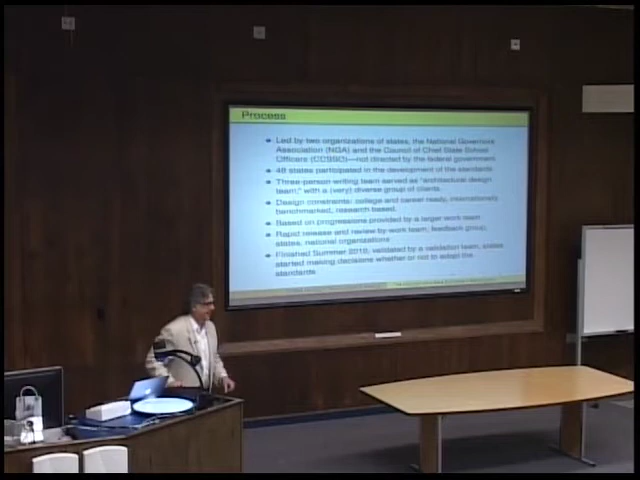 Process
Led by two organizations of states, the National Governors
Association (NGA) and the Council of Chief State School
Officers (CCSSO)—not directed by the federal government.
48 states participated in the development of the standards
Three-person writing team served as "architectural design
team," with a (very) diverse group of clients.
Design constraints: college and career ready, internationally
benchmarked, research based.
Based on progressions provided by a larger work team
Rapid release and review by work team, feedback group,
states, national organizations
Finished Summer 2010, validated by a validation team, states
started making decisions whether or not to adopt the
standards.